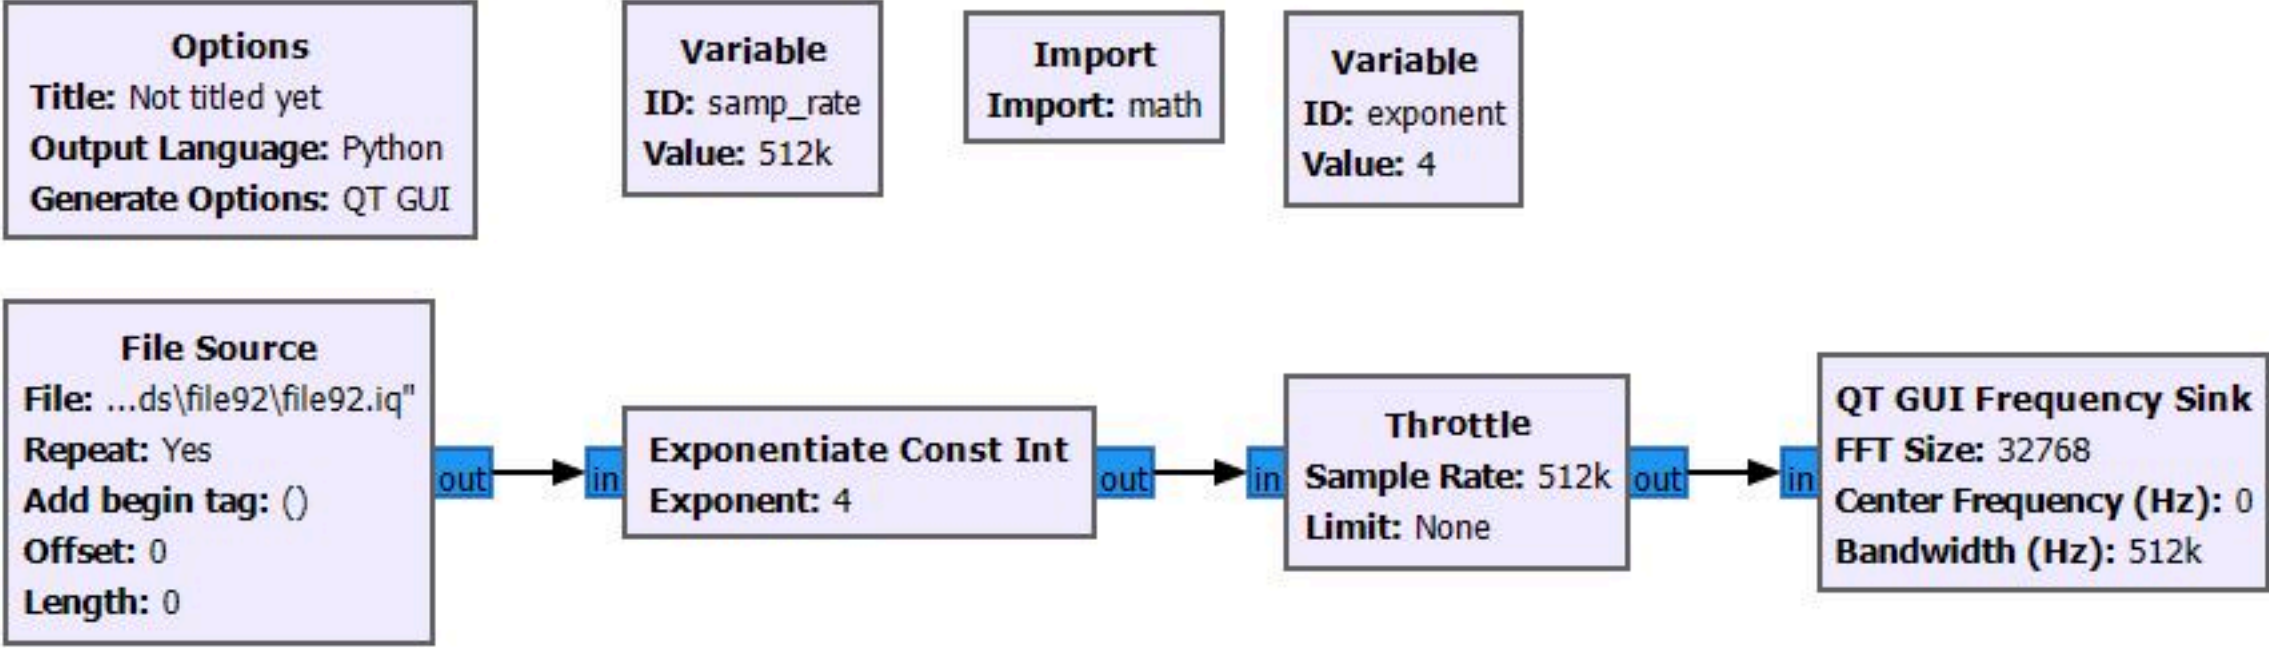 Options
Title: Not titled yet
Output Language: Python
Generate Options: QT GUI
Variable
ID: samp_rate
Value: 512k
Import
Import: math
Variable
ID: exponent
Value: 4
File Source
File: ...ds\file92\file92.iq"
Repeat: Yes
Add begin tag: ()
Offset: 0
Length: 0
out
in
Exponentiate Const Int
Exponent: 4
out
in
Throttle
Sample Rate: 512k
Limit: None
out
in
QT GUI Frequency Sink
FFT Size: 32768
Center Frequency (Hz): 0
Bandwidth (Hz): 512k